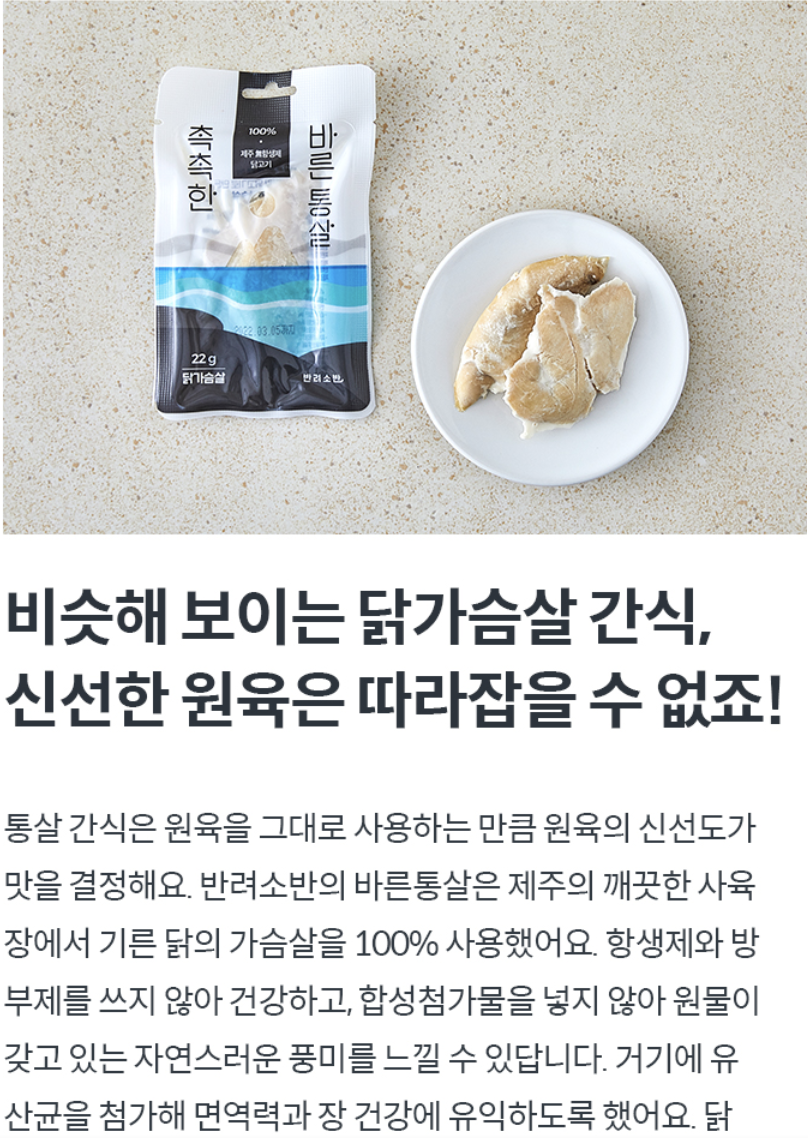 촉촉한
100%
제주 無항생제
닭고기
바른통살
2022.03.05까지
22g
닭가슴살
반려소반
비슷해 보이는 닭가슴살 간식,
신선한 원육은 따라잡을 수 없죠!
통살 간식은 원육을 그대로 사용하는 만큼 원육의 신선도가
맛을 결정해요. 반려소반의 바른통살은 제주의 깨끗한 사육
장에서 기른 닭의 가슴살을 100% 사용했어요. 항생제와 방
부제를 쓰지 않아 건강하고, 합성첨가물을 넣지 않아 원물이
갖고 있는 자연스러운 풍미를 느낄 수 있답니다. 거기에 유
산균을 첨가해 면역력과 장 건강에 유익하도록 했어요. 닭